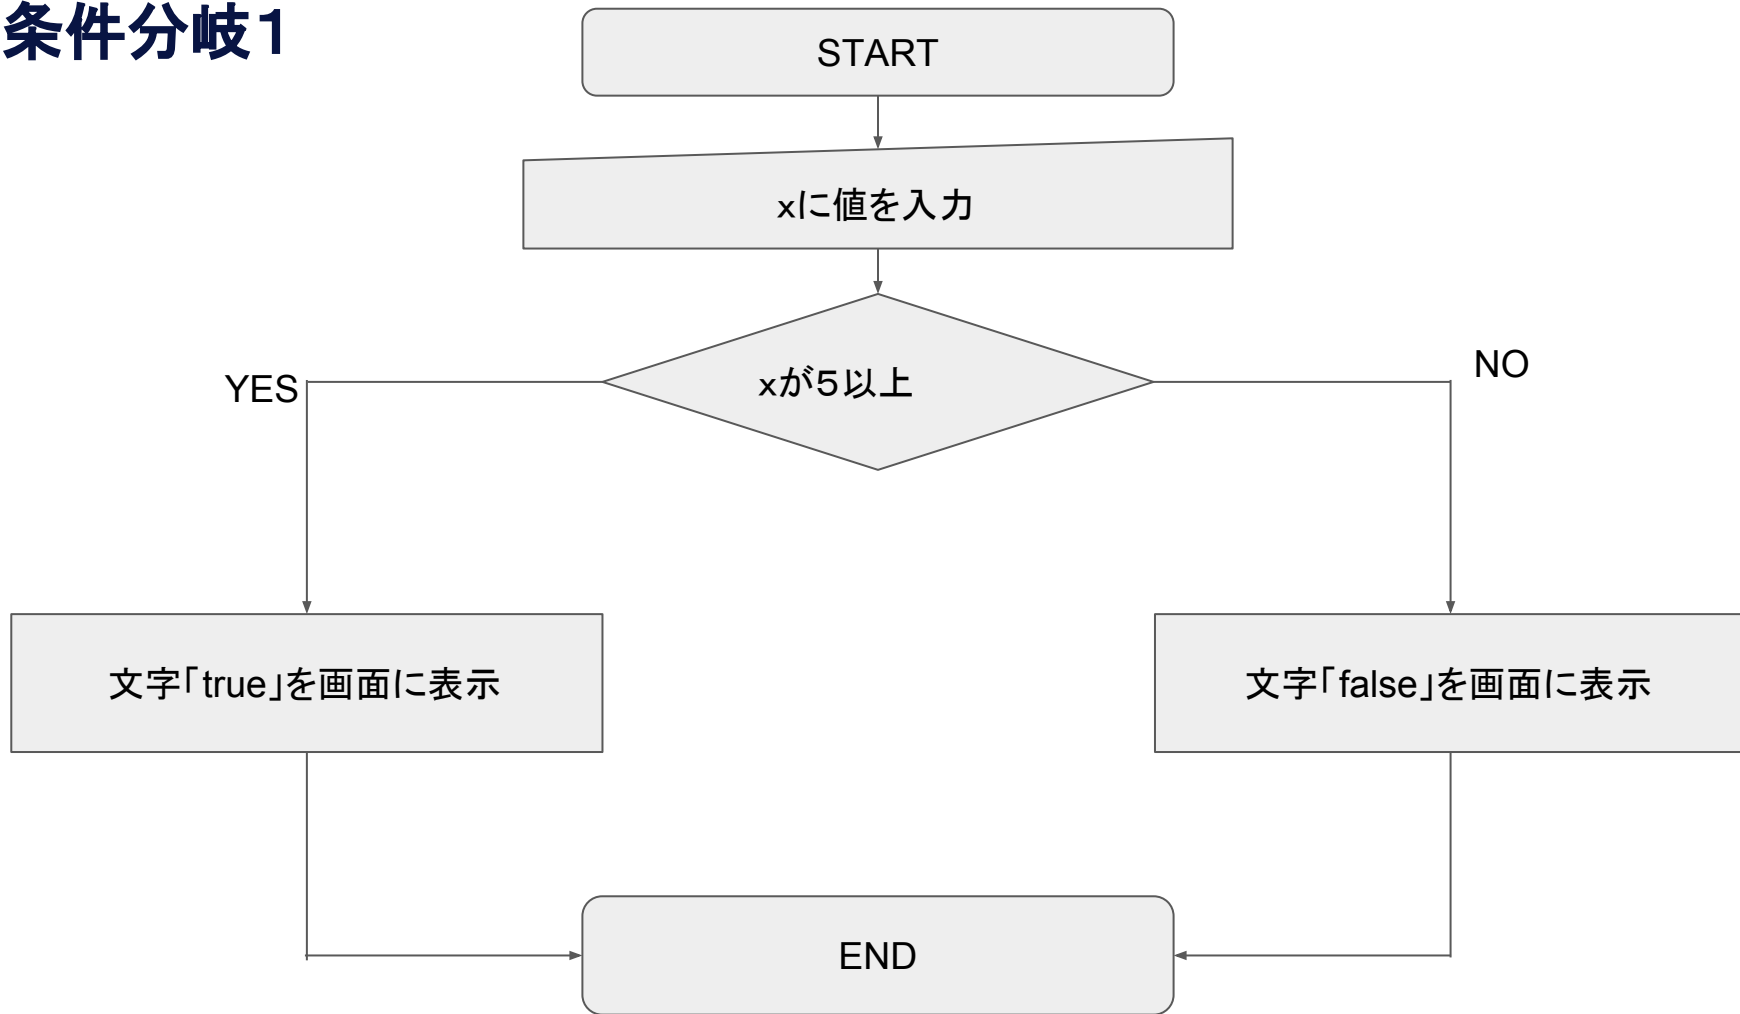 条件分岐１
START
xに値を入力
xが５以上
YES
NO
文字「true」を画面に表示
文字「false」を画面に表示
END